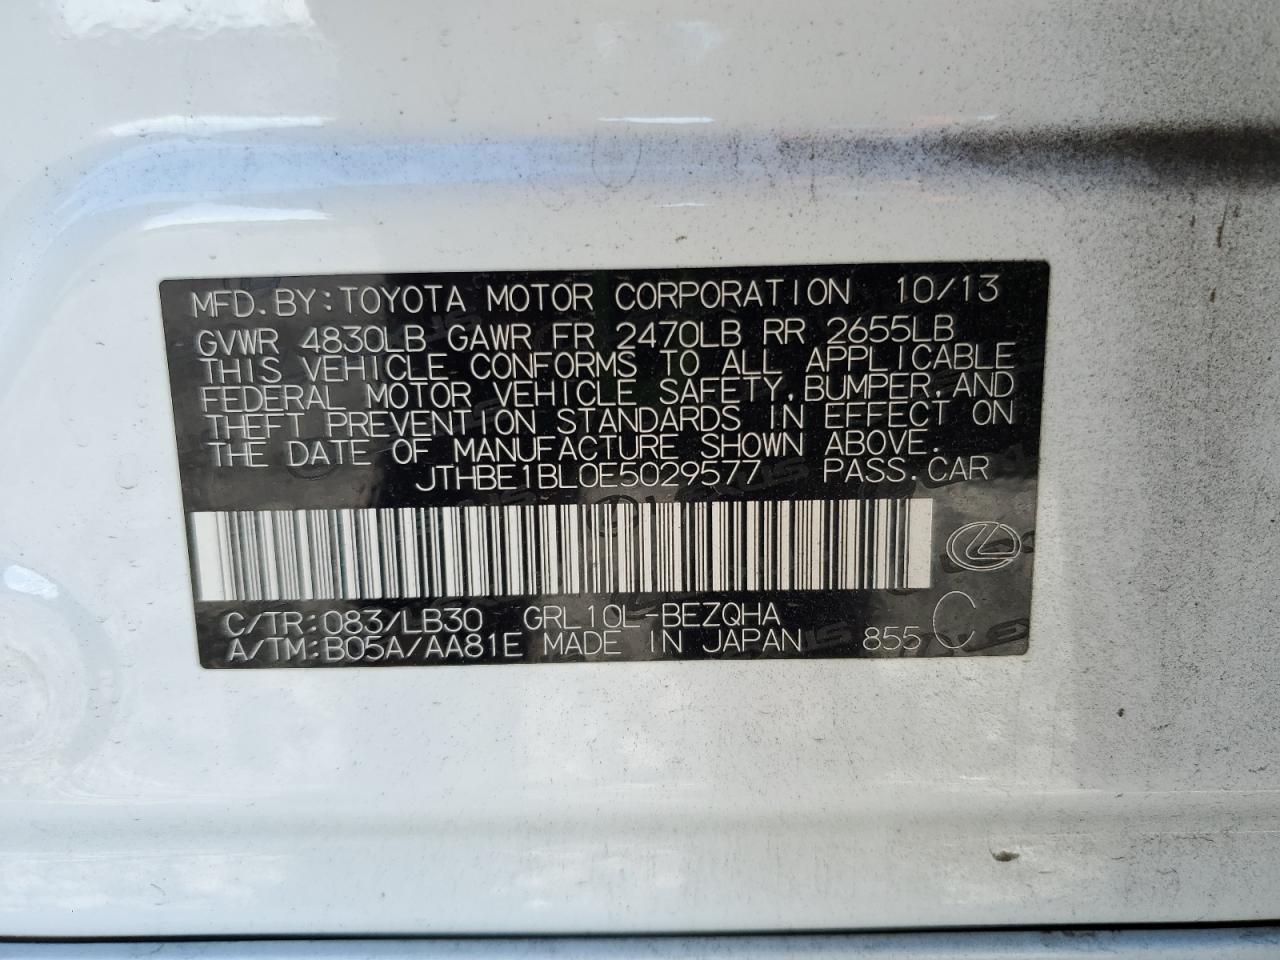 MFD.BY:TOYOTA MOTOR CORPORATION 10/13
GVWR 4830LB GAWR FR 2470LB RR 2655LB
THIS VEHICLE CONFORMS TO ALL APPLICABLE
FEDERAL MOTOR VEHICLE SAFETY,BUMPER,AND
THEFT PREVENTION STANDARDS IN EFFECT ON
THE DATE OF MANUFACTURE SHOWN ABOVE.
JTHBE1BL0E5029577 PASS.CAR
C/TR:083/LB30 GRL10L-BEZQHA
A/TM:B05A/AA81E MADE IN JAPAN 855 C